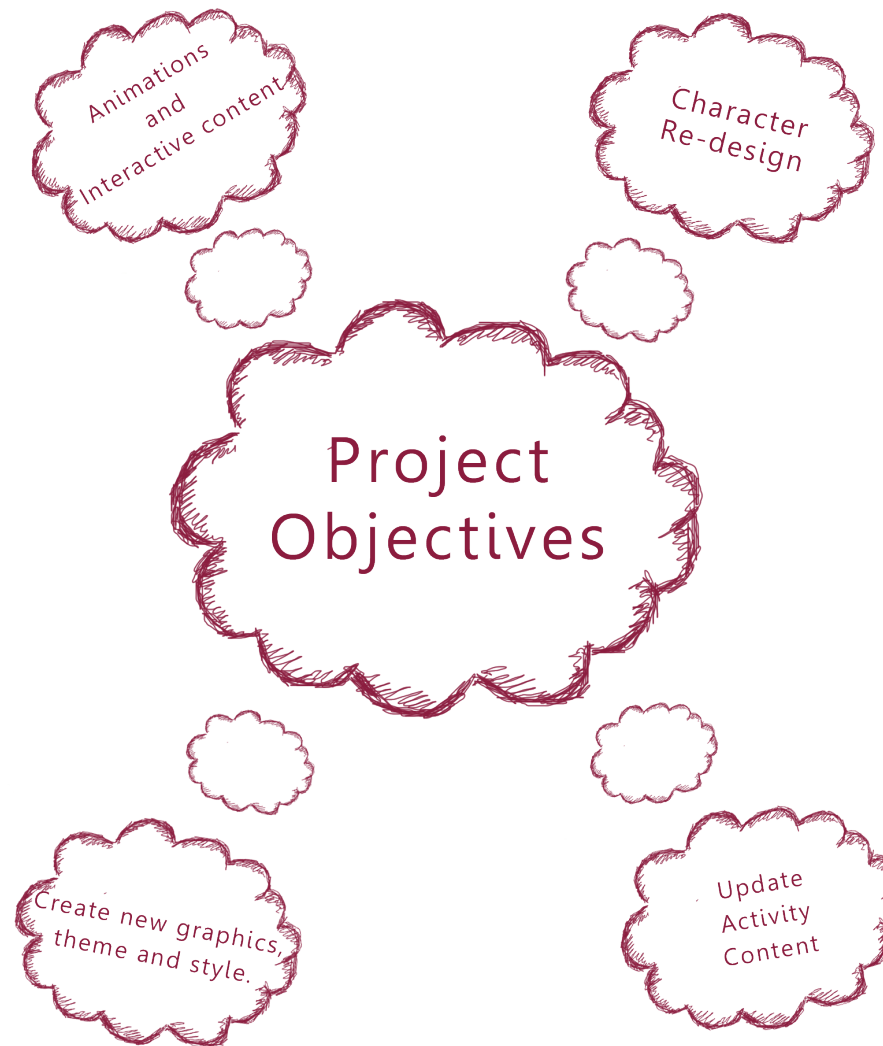 Animations
and
Interactive content
Character
Re-design
Project
Objectives
Create new graphics,
theme and style.
Update
Activity
Content